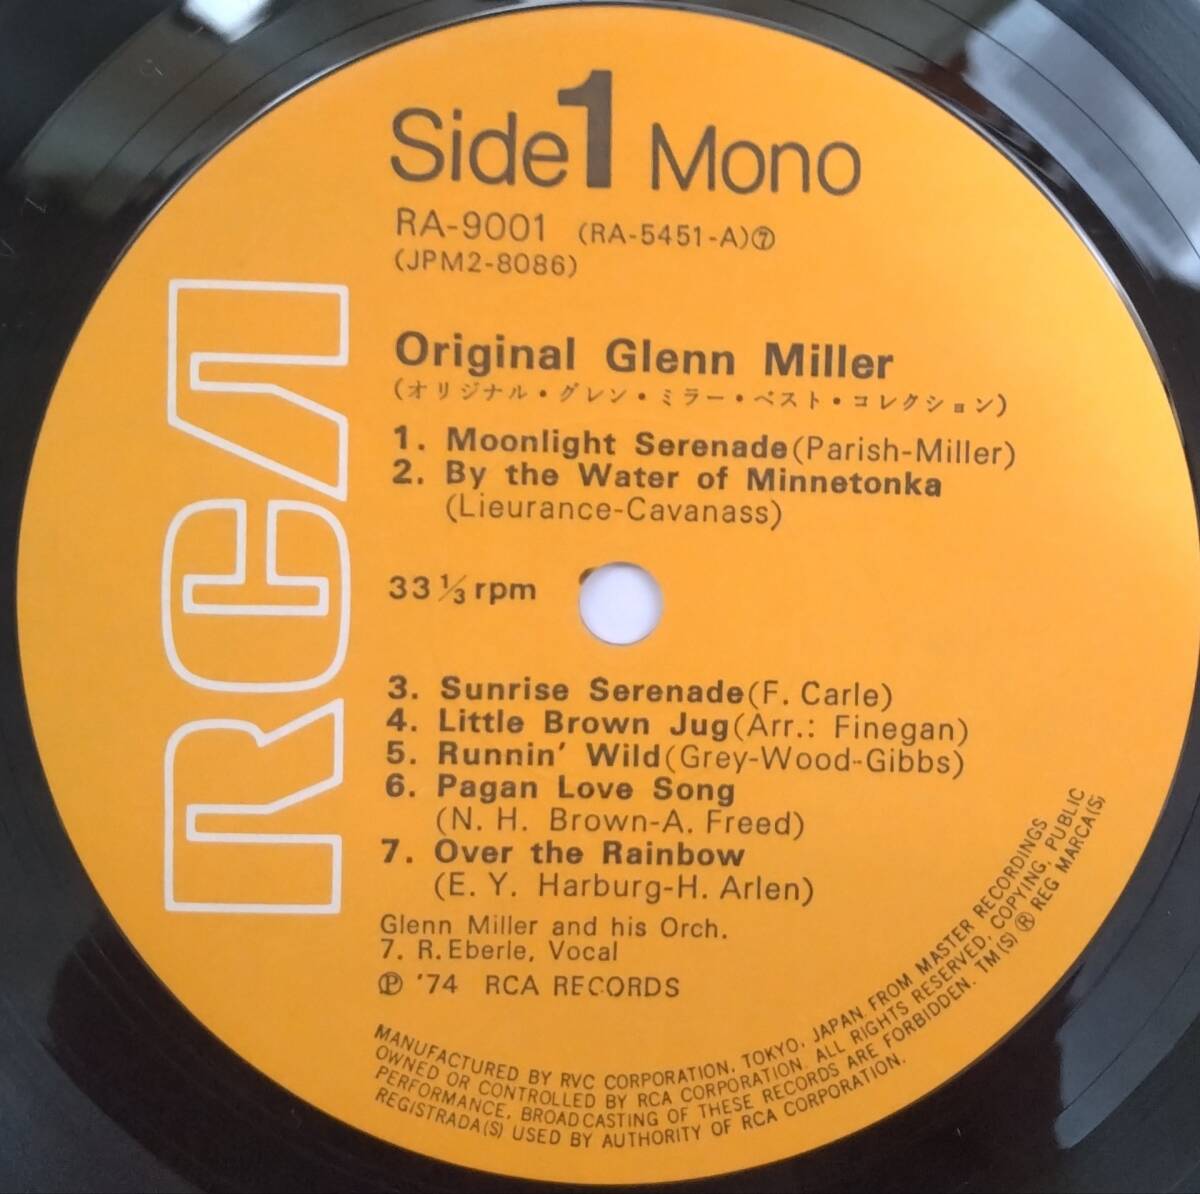 Side 1 Mono
RA-9001 (RA-5451-A)⑦
(JPM2-8086)
RCA
Original Glenn Miller
(オリジナル・グレン・ミラー・ベスト・コレクション)
1. Moonlight Serenade(Parish-Miller)
2. By the Water of Minnetonka
(Lieurance-Cavanass)
33 ⅓ rpm
3. Sunrise Serenade(F. Carle)
4. Little Brown Jug(Arr.: Finegan)
5. Runnin' Wild(Grey-Wood-Gibbs)
6. Pagan Love Song
(N. H. Brown-A. Freed)
7. Over the Rainbow
(E. Y. Harburg-H. Arlen)
Glenn Miller and his Orch.
7. R.Eberle, Vocal
Ⓟ '74 RCA RECORDS
MANUFACTURED BY RVC CORPORATION, TOKYO, JAPAN FROM MASTER RECORDINGS
OWNED OR CONTROLLED BY RCA CORPORATION. ALL RIGHTS RESERVED, COPYING, PUBLIC
PERFORMANCE, BROADCASTING OF THESE RECORDS ARE FORBIDDEN. TM(S) ® REG MARCA(S)
REGISTRADA(S) USED BY AUTHORITY OF RCA CORPORATION.